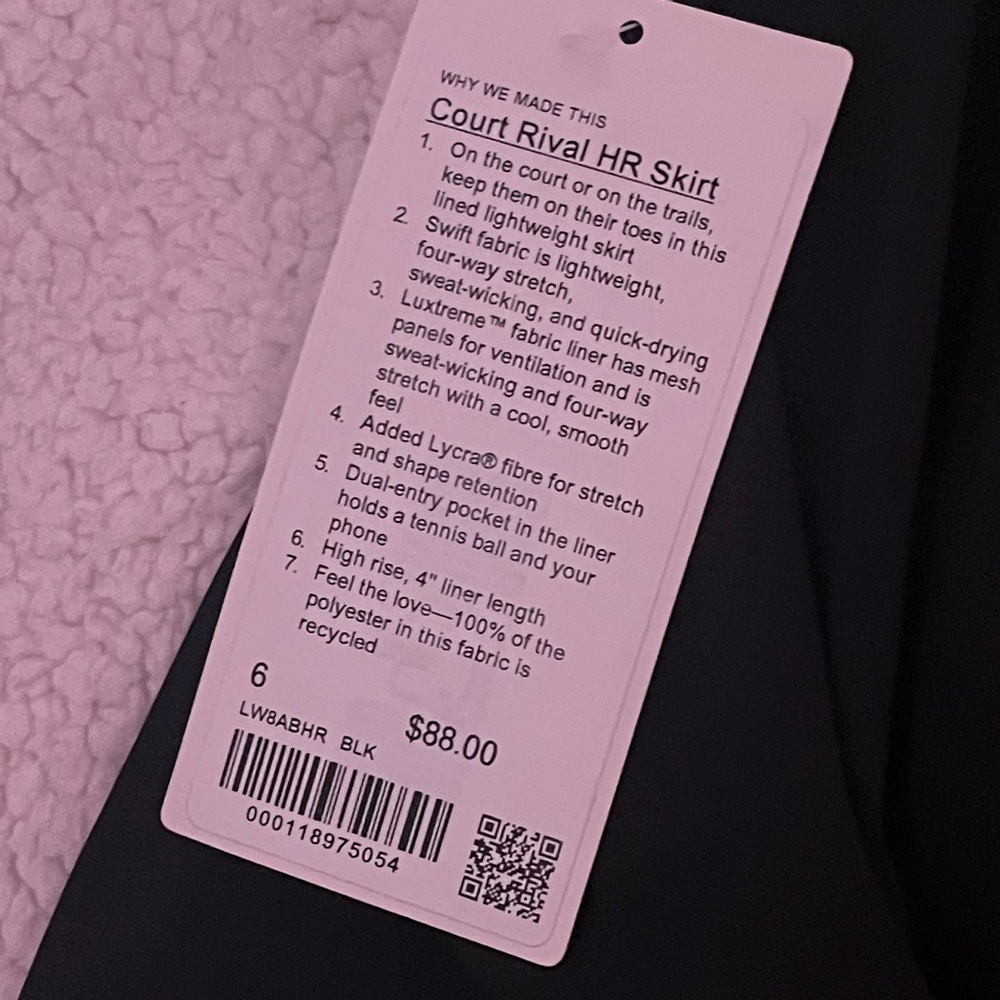 WHY WE MADE THIS
Court Rival HR Skirt
1. On the court or on the trails,
keep them on their toes in this
lined lightweight skirt
2. Swift fabric is lightweight,
four-way stretch,
sweat-wicking, and quick-drying
3. Luxtreme™ fabric liner has mesh
panels for ventilation and is
sweat-wicking and four-way
stretch with a cool, smooth
feel
4. Added Lycra® fibre for stretch
and shape retention
5. Dual-entry pocket in the liner
holds a tennis ball and your
phone
6. High rise, 4" liner length
7. Feel the love—100% of the
polyester in this fabric is
recycled
6
LW8ABHR BLK $88.00
000118975054